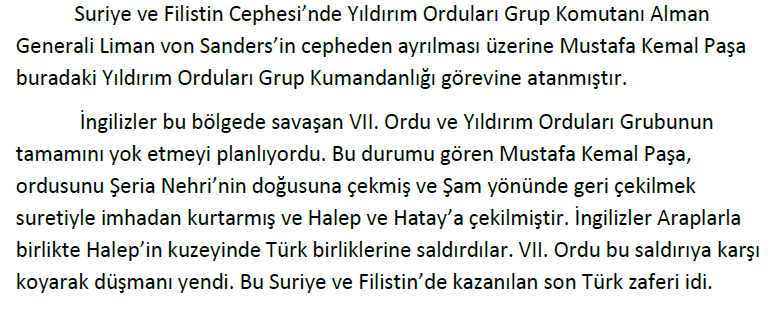 Suriye ve Filistin Cephesi’nde Yıldırım Orduları Grup Komutanı Alman
Generali Liman von Sanders’in cepheden ayrılması üzerine Mustafa Kemal Paşa
buradaki Yıldırım Orduları Grup Kumandanlığı görevine atanmıştır.
İngilizler bu bölgede savaşan VII. Ordu ve Yıldırım Orduları Grubunun
tamamını yok etmeyi planlıyordu. Bu durumu gören Mustafa Kemal Paşa,
ordusunu Şeria Nehri’nin doğusuna çekmiş ve Şam yönünde geri çekilmek
suretiyle imhadan kurtarmış ve Halep ve Hatay’a çekilmiştir. İngilizler Araplarla
birlikte Halep’in kuzeyinde Türk birliklerine saldırdılar. VII. Ordu bu saldırıya karşı
koyarak düşmanı yendi. Bu Suriye ve Filistin’de kazanılan son Türk zaferi idi.